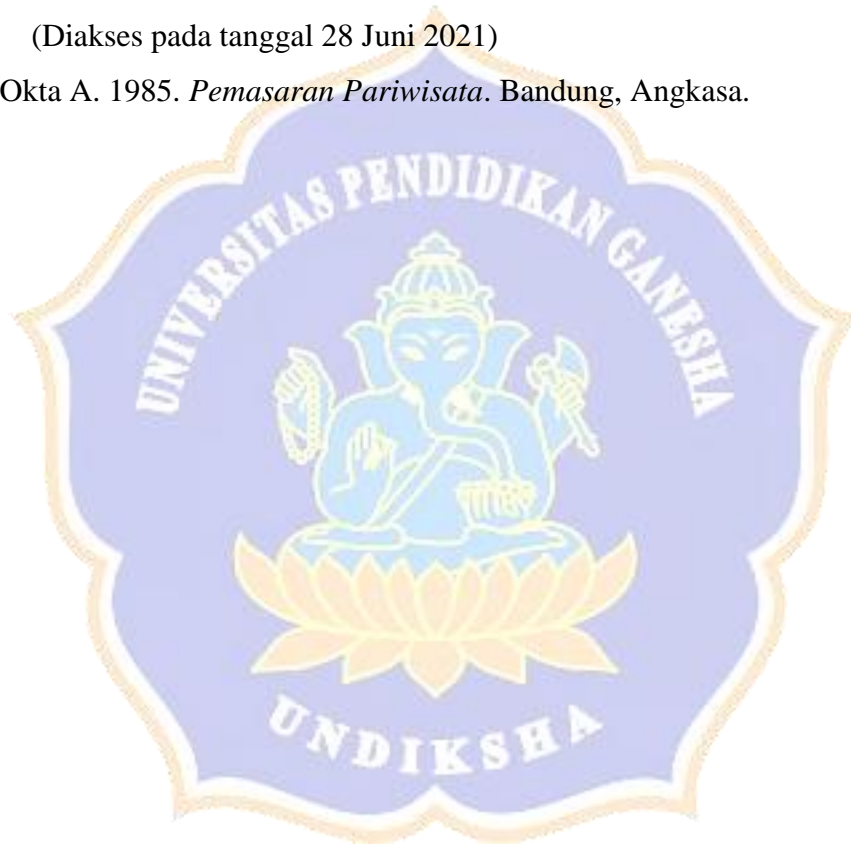 (Diakses pada tanggal 28 Juni 2021)
Okta A. 1985. Pemasaran Pariwisata. Bandung, Angkasa.
UNIVERSITAS PENDIDIKAN GANESHA
UNDIKSHA